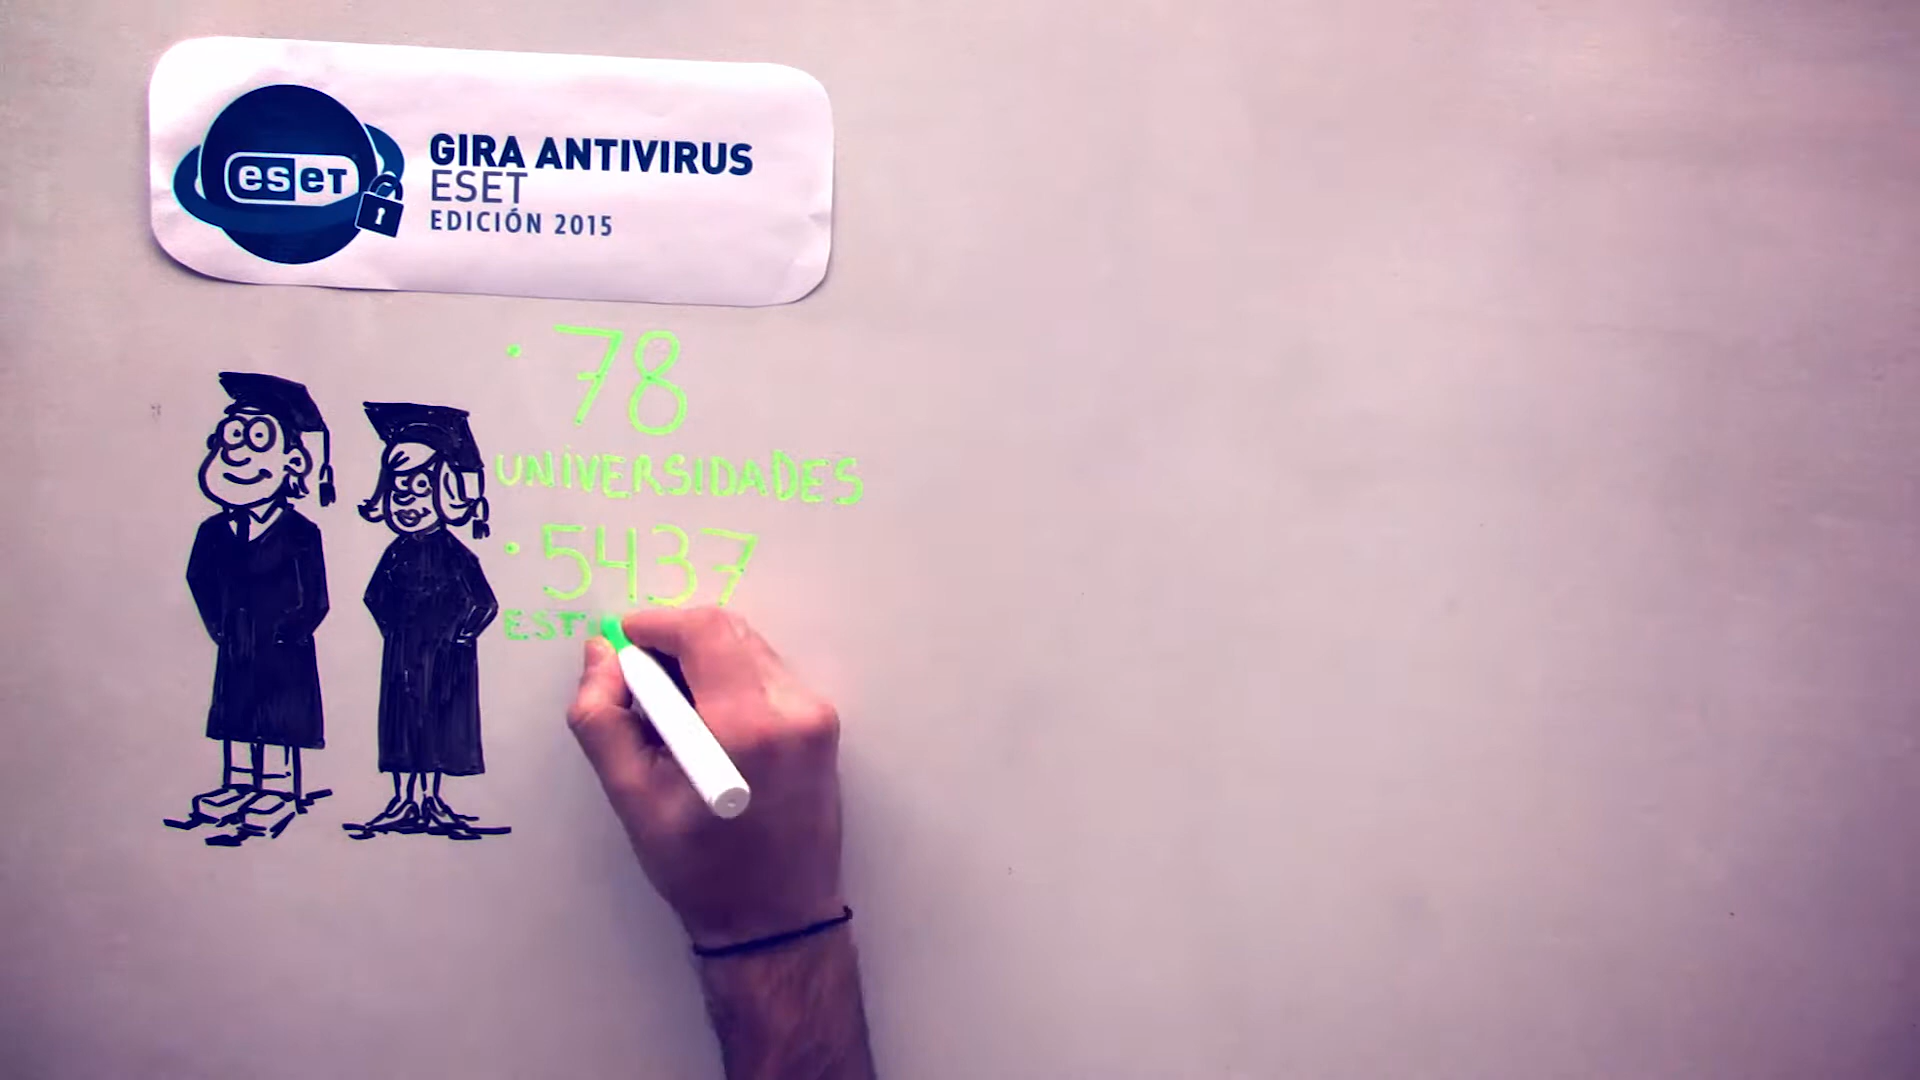 eset
GIRA ANTIVIRUS
ESET
EDICIÓN 2015
• 78
UNIVERSIDADES
• 5437